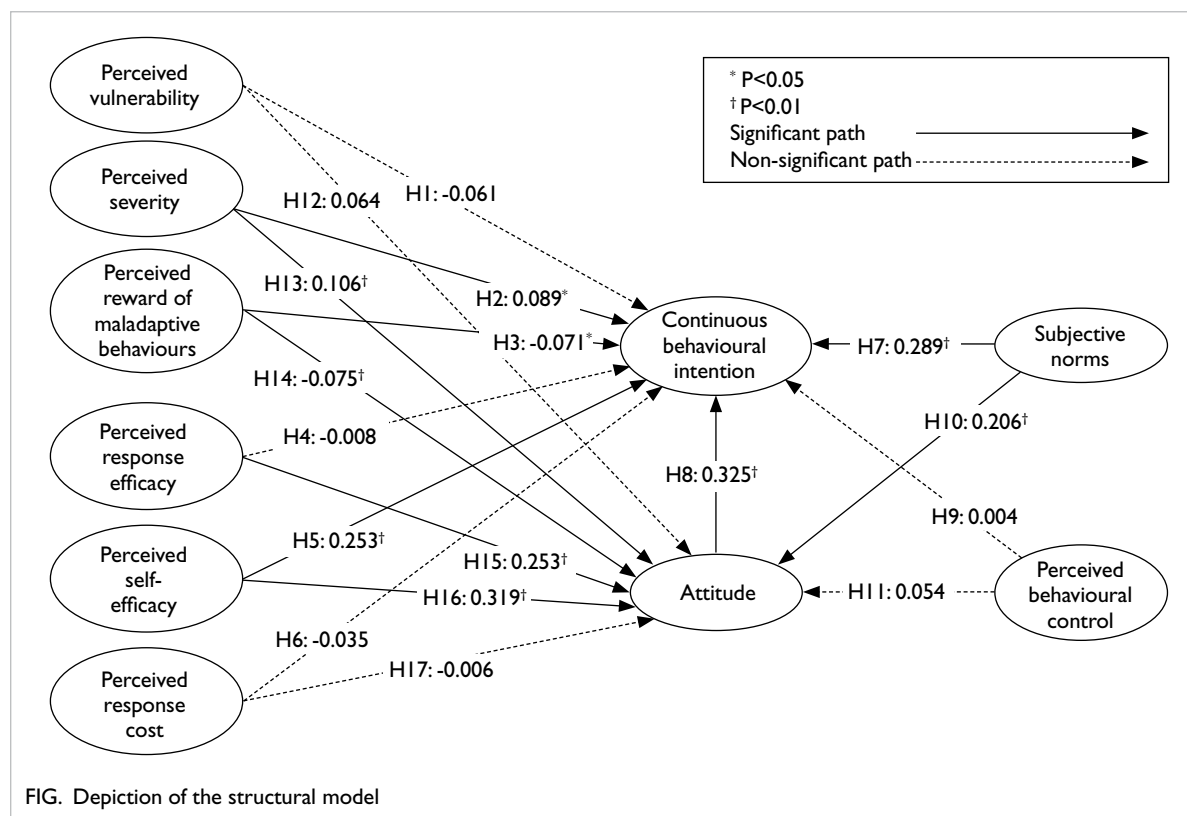 Perceived
vulnerability
* P<0.05
† P<0.01
Significant path
Non-significant path
Perceived
severity
H12: 0.064
H1: -0.061
Perceived
reward of
maladaptive
behaviours
H13: 0.106†
H2: 0.089*
H3: -0.071*
Continuous
behavioural
intention
H7: 0.289†
Subjective
norms
H14: -0.075†
H4: -0.008
H10: 0.206†
Perceived
response
efficacy
H8: 0.325†
H9: 0.004
Perceived
self-
efficacy
H5: 0.253†
H15: 0.253†
H16: 0.319†
Attitude
H11: 0.054
Perceived
behavioural
control
H6: -0.035
H17: -0.006
Perceived
response
cost
FIG. Depiction of the structural model